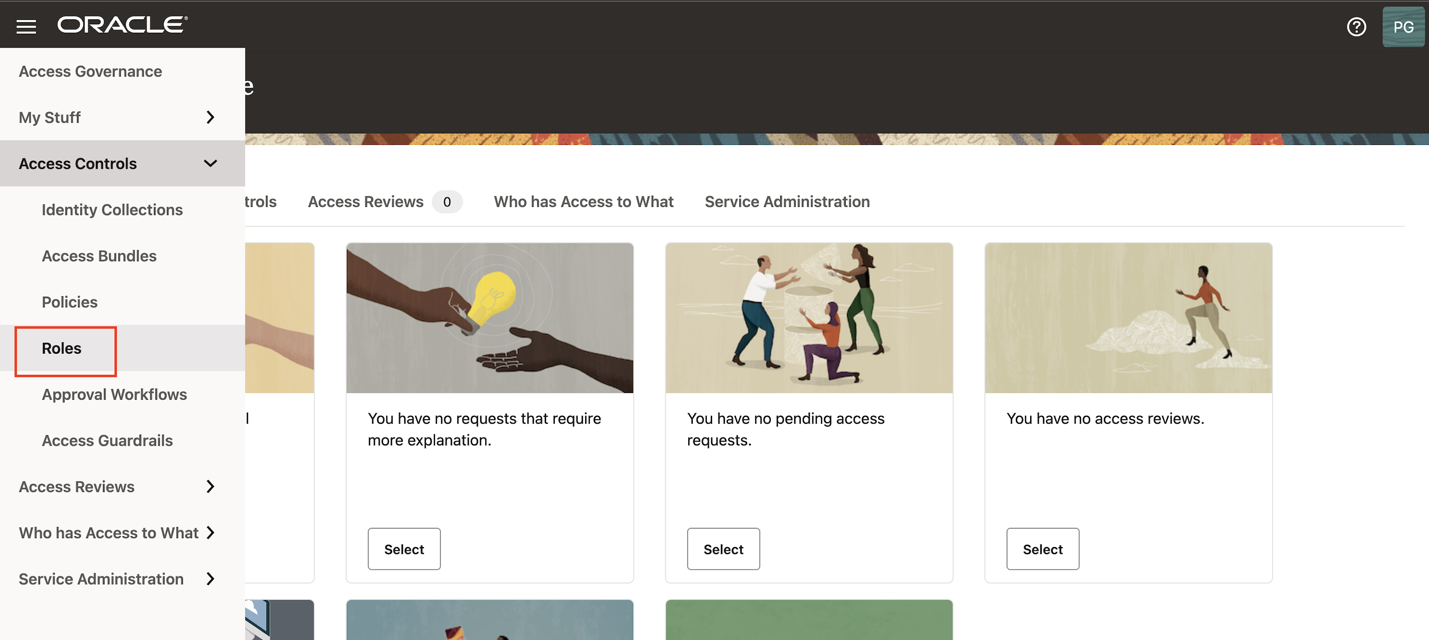 ORACLE
PG
Access Governance
My Stuff
Access Controls
Identity Collections
Access Bundles
Policies
Roles
Approval Workflows
Access Guardrails
Access Reviews
Who has Access to What
Service Administration
e
trols
Access Reviews 0
Who has Access to What
Service Administration
l
You have no requests that require
more explanation.
Select
You have no pending access
requests.
Select
You have no access reviews.
Select